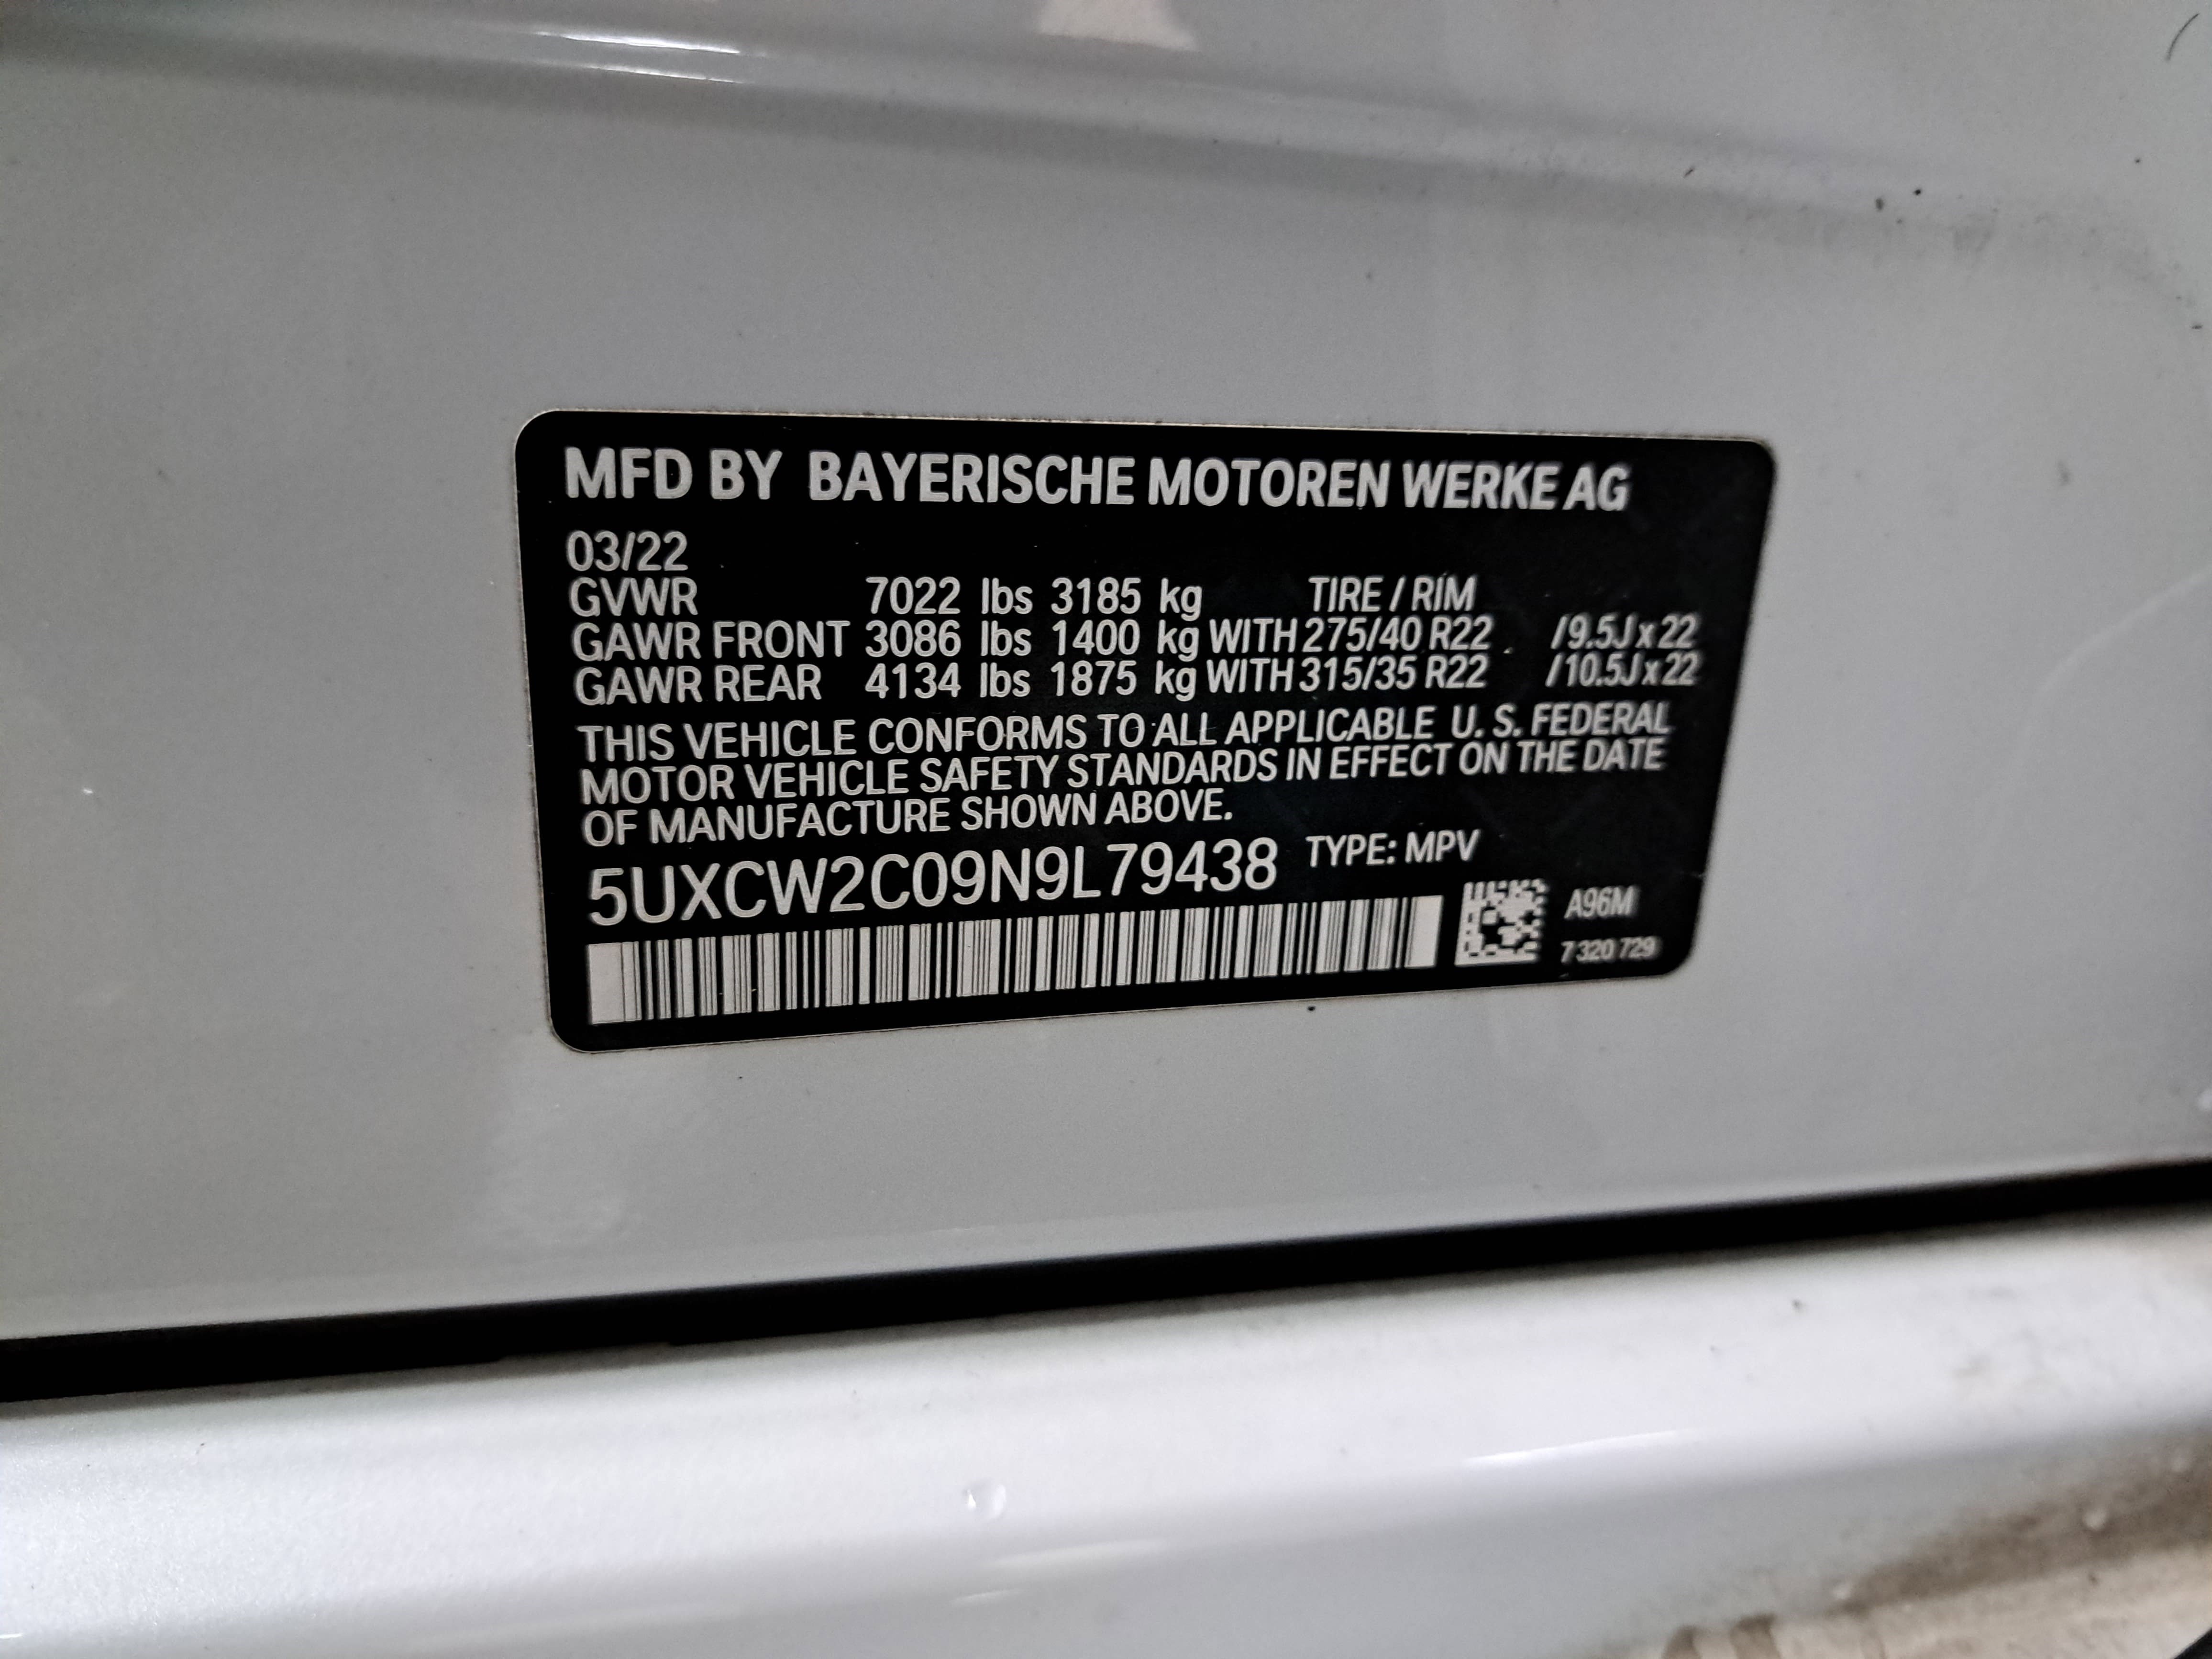 MFD BY BAYERISCHE MOTOREN WERKE AG
03/22
GVWR 7022 lbs 3185 kg TIRE / RIM
GAWR FRONT 3086 lbs 1400 kg WITH 275/40 R22 /9.5J x 22
GAWR REAR 4134 lbs 1875 kg WITH 315/35 R22 /10.5J x 22
THIS VEHICLE CONFORMS TO ALL APPLICABLE U. S. FEDERAL
MOTOR VEHICLE SAFETY STANDARDS IN EFFECT ON THE DATE
OF MANUFACTURE SHOWN ABOVE.
5UXCW2C09N9L79438 TYPE: MPV
A96M
7 320 729